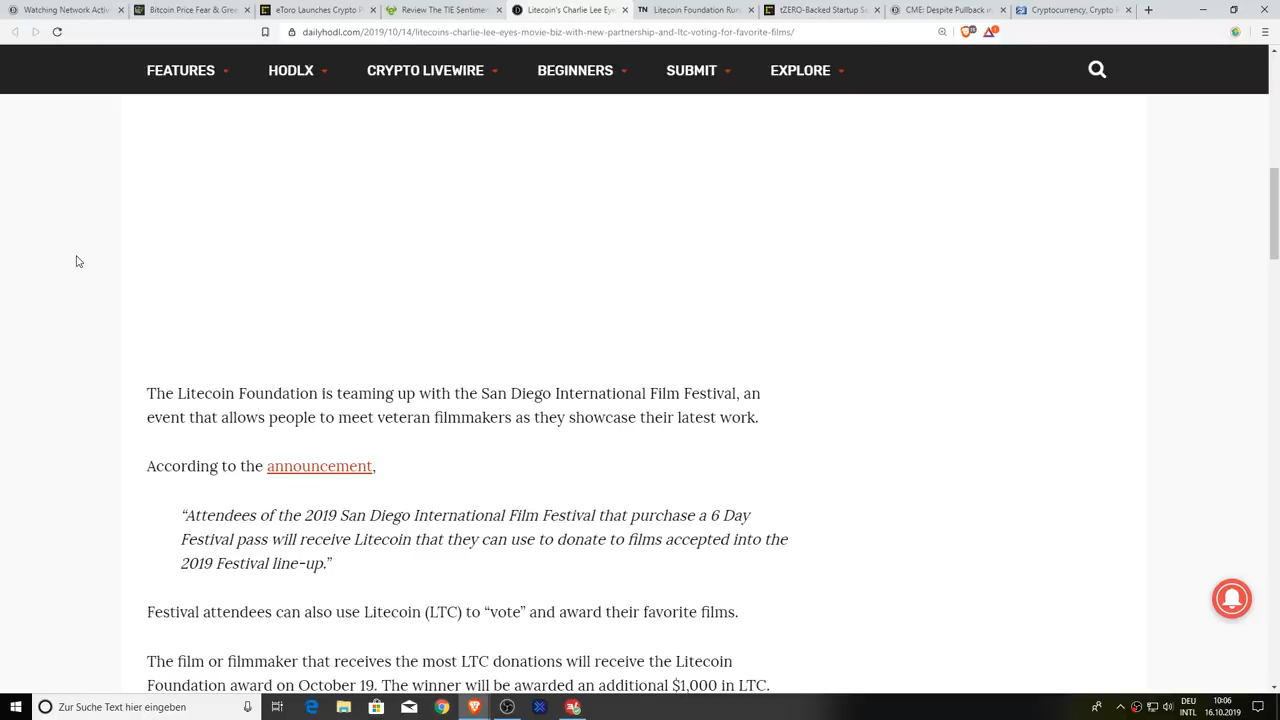 Watching Network Activ
Bitcoin Price Fear & Gre
eToro Launches Crypto P
Review The TIE Sentimen
Litecoin's Charlie Lee Eye
Litecoin Foundation Run
tZERO-Backed Startup Se
CME: Despite Pullback in
Cryptocurrency, Crypto
dailyhodl.com/2019/10/14/litecoins-charlie-lee-eyes-movie-biz-with-new-partnership-and-ltc-voting-for-favorite-films/
FEATURES HODLX CRYPTO LIVEWIRE BEGINNERS SUBMIT EXPLORE
The Litecoin Foundation is teaming up with the San Diego International Film Festival, an
event that allows people to meet veteran filmmakers as they showcase their latest work.
According to the announcement,
“Attendees of the 2019 San Diego International Film Festival that purchase a 6 Day
Festival pass will receive Litecoin that they can use to donate to films accepted into the
2019 Festival line-up.”
Festival attendees can also use Litecoin (LTC) to “vote” and award their favorite films.
The film or filmmaker that receives the most LTC donations will receive the Litecoin
Foundation award on October 19. The winner will be awarded an additional $1,000 in LTC.
Zur Suche Text hier eingeben
DEU 10:06
INTL 16.10.2019